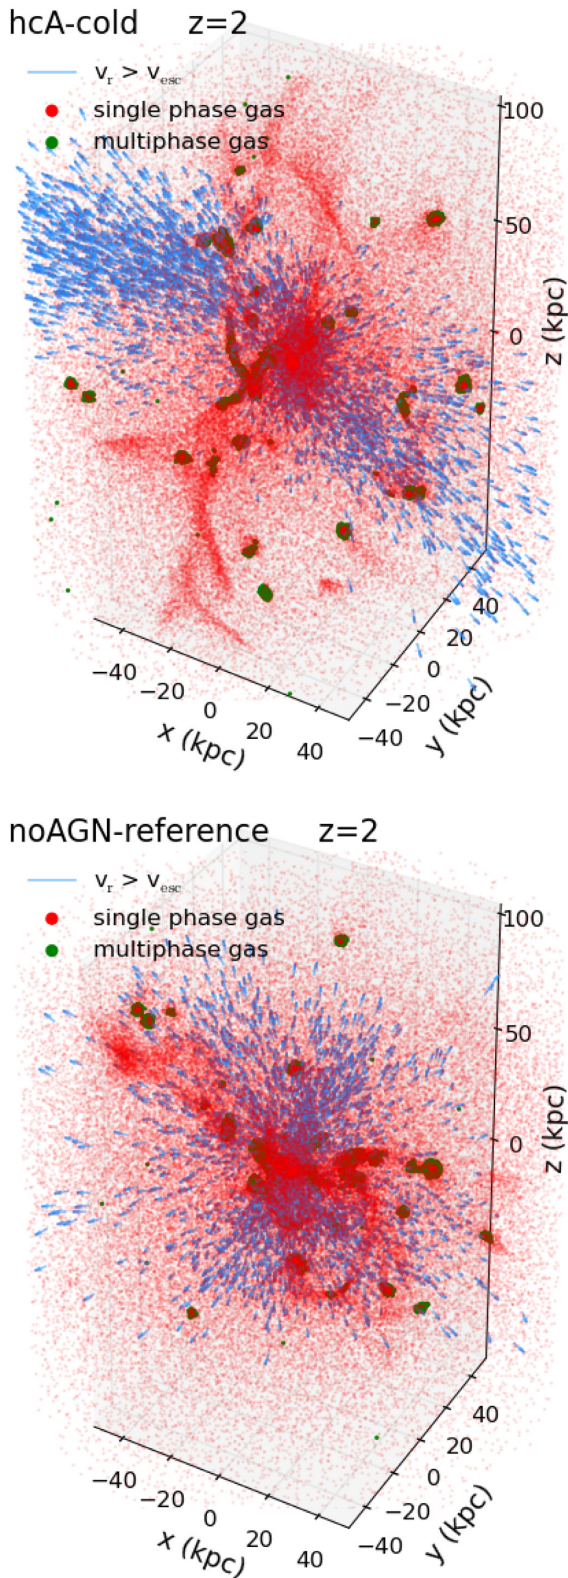 hcA-cold z=2
v_r > v_esc
single phase gas
multiphase gas
100
50
0
z (kpc)
−40
−20
0
20
40
x (kpc)
−40
−20
0
20
40
y (kpc)
noAGN-reference z=2
v_r > v_esc
single phase gas
multiphase gas
100
50
0
z (kpc)
−40
−20
0
20
40
x (kpc)
−40
−20
0
20
40
y (kpc)